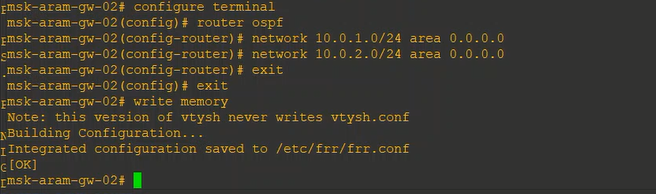 msk-aram-gw-02# configure terminal
msk-aram-gw-02(config)# router ospf
msk-aram-gw-02(config-router)# network 10.0.1.0/24 area 0.0.0.0
msk-aram-gw-02(config-router)# network 10.0.2.0/24 area 0.0.0.0
msk-aram-gw-02(config-router)# exit
msk-aram-gw-02(config)# exit
msk-aram-gw-02# write memory
Note: this version of vtysh never writes vtysh.conf
Building Configuration...
Integrated configuration saved to /etc/frr/frr.conf
[OK]
msk-aram-gw-02#